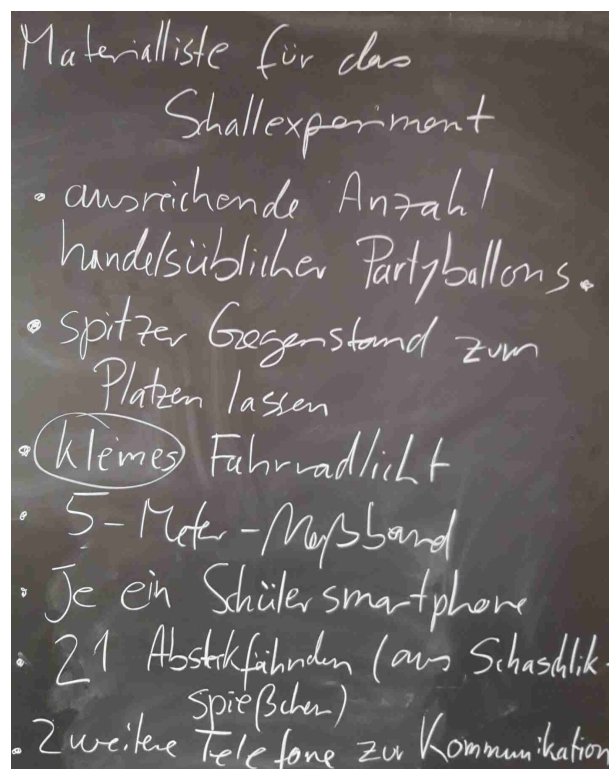 Materialliste für das
Schallexperiment
• ausreichende Anzahl
handelsüblicher Partyballons.
• spitzer Gegenstand zum
Platzen lassen
• kleines Fahrradlicht
• 5-Meter-Maßband
• Je ein Schülersmartphone
• 21 Absteckfähnchen (aus Schaschlik-
spießchen)
• 2 weitere Telefone zur Kommunikation